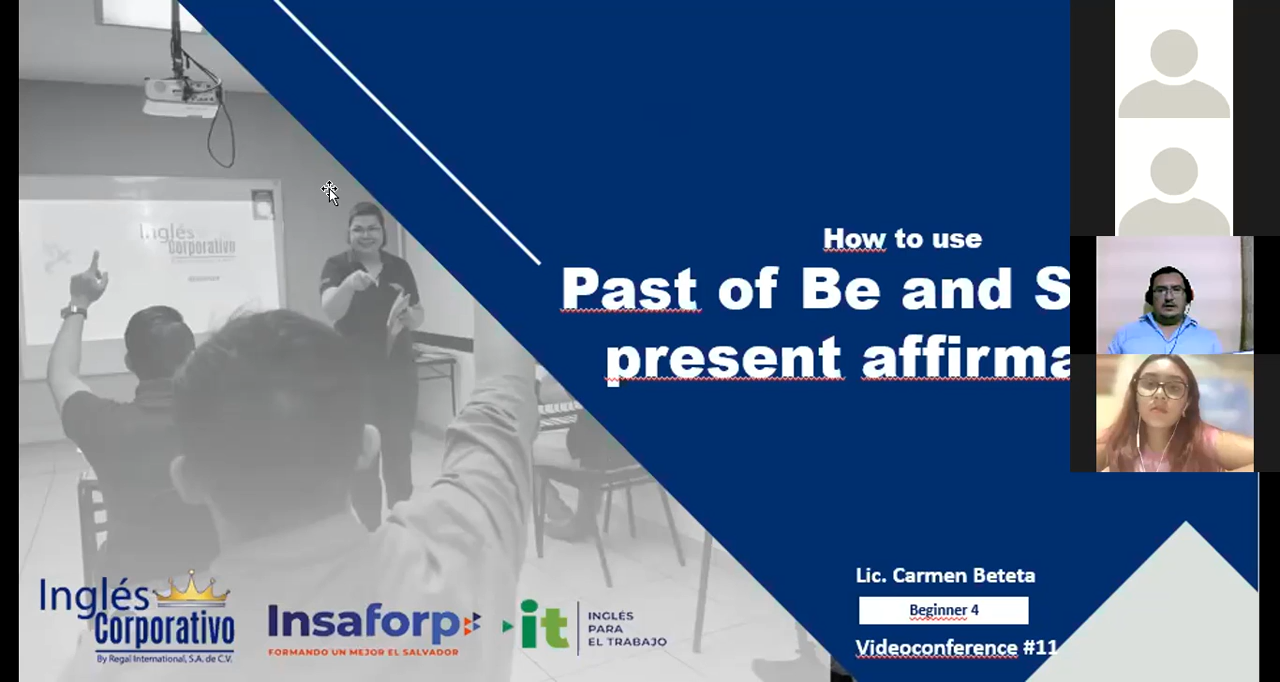 How to use
Past of Be and S
present affirma
Inglés
Corporativo
Lic. Carmen Beteta
Beginner 4
Videoconference #11
Inglés
Corporativo
By Regal International, S.A. de C.V.
Insaforp
FORMANDO UN MEJOR EL SALVADOR
it
INGLÉS
PARA
EL TRABAJO